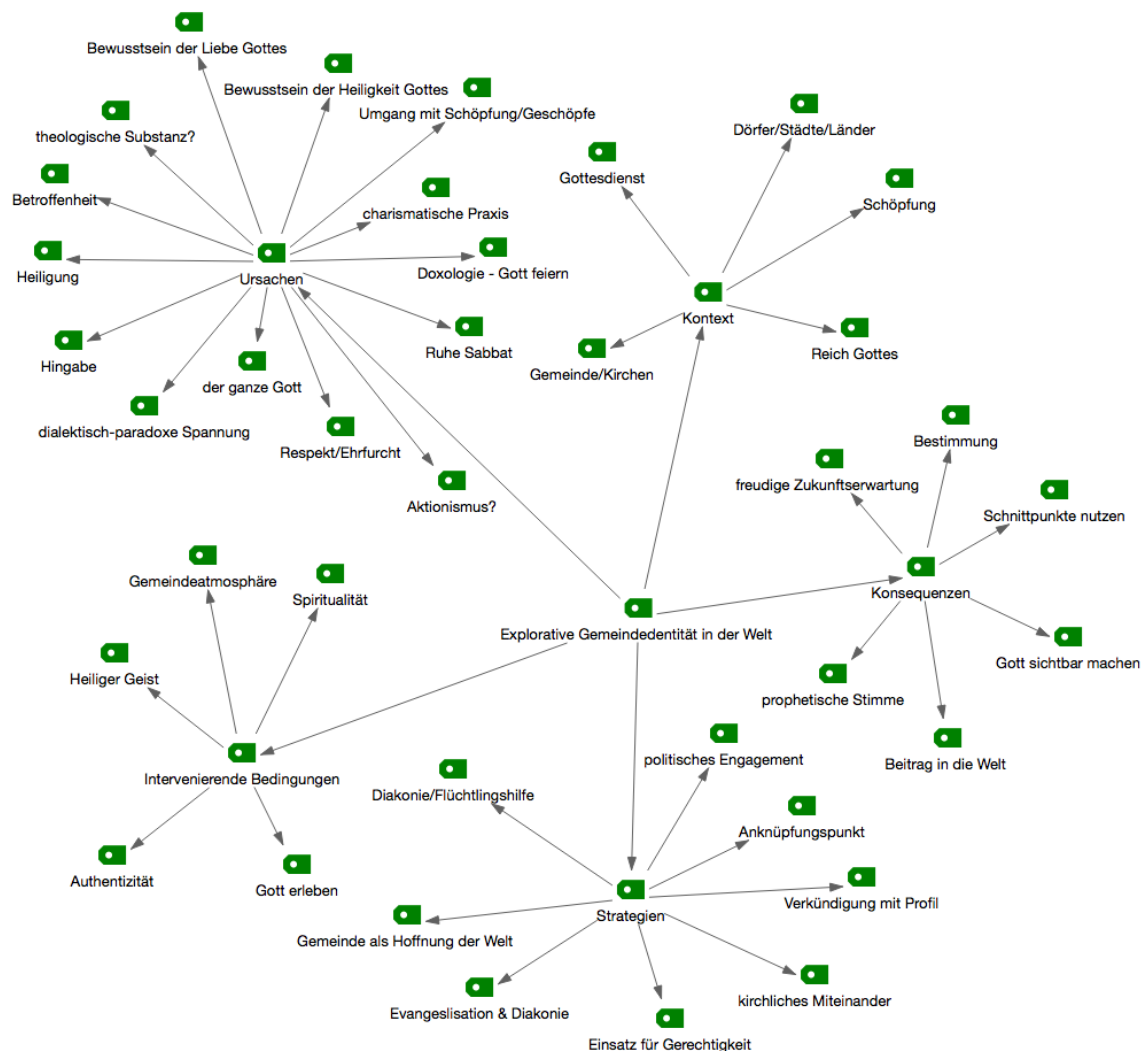 Bewusstsein der Liebe Gottes
Bewusstsein der Heiligkeit Gottes
Umgang mit Schöpfung/Geschöpfe
theologische Substanz?
Betroffenheit
charismatische Praxis
Heiligung
Ursachen
Doxologie - Gott feiern
Hingabe
der ganze Gott
Ruhe Sabbat
dialektisch-paradoxe Spannung
Respekt/Ehrfurcht
Aktionismus?
Dörfer/Städte/Länder
Gottesdienst
Schöpfung
Kontext
Gemeinde/Kirchen
Reich Gottes
Bestimmung
freudige Zukunftserwartung
Schnittpunkte nutzen
Konsequenzen
Gott sichtbar machen
prophetische Stimme
Beitrag in die Welt
Explorative Gemeindedentität in der Welt
Gemeindeatmosphäre
Spiritualität
Heiliger Geist
Intervenierende Bedingungen
Authentizität
Gott erleben
politisches Engagement
Diakonie/Flüchtlingshilfe
Anknüpfungspunkt
Verkündigung mit Profil
Strategien
Gemeinde als Hoffnung der Welt
kirchliches Miteinander
Evangeslisation & Diakonie
Einsatz für Gerechtigkeit